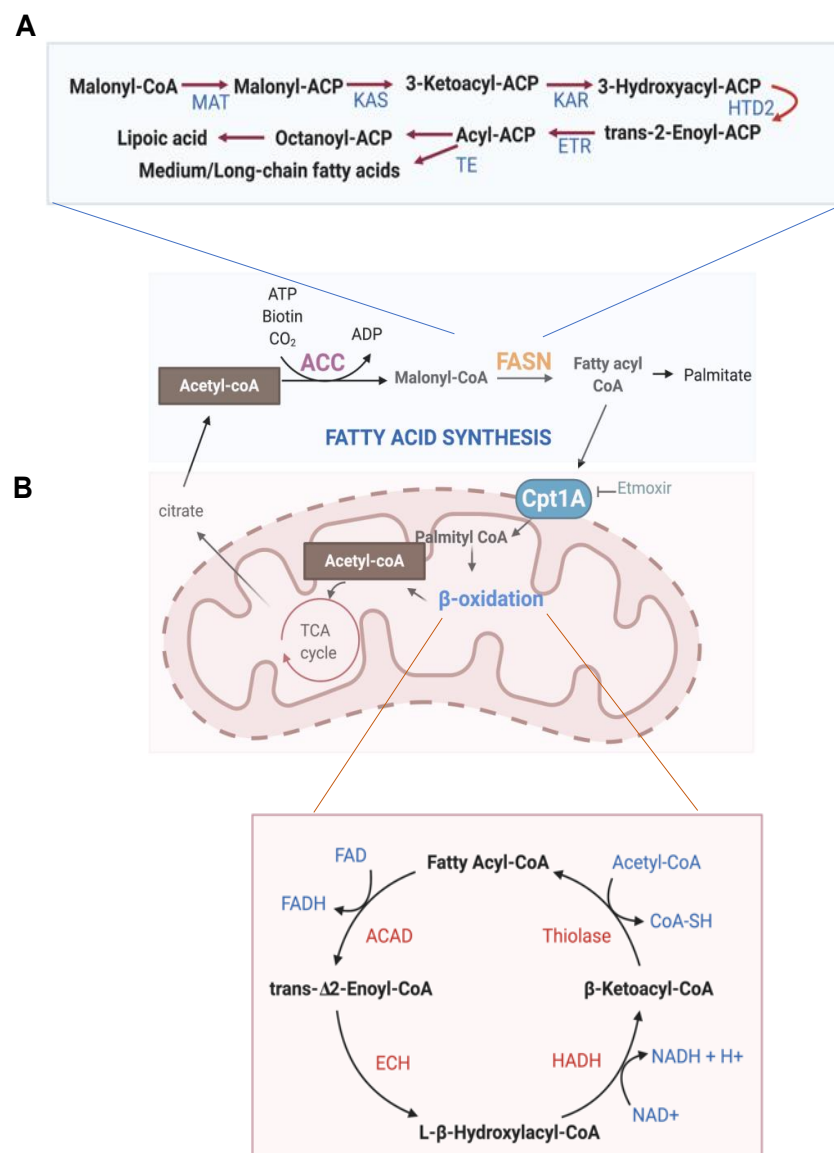 A
Malonyl-CoA
MAT
Malonyl-ACP
KAS
3-Ketoacyl-ACP
KAR
3-Hydroxyacyl-ACP
HTD2
Lipoic acid
Octanoyl-ACP
Acyl-ACP
ETR
trans-2-Enoyl-ACP
TE
Medium/Long-chain fatty acids
ATP
Biotin
CO₂
ADP
ACC
Acetyl-coA
Malonyl-CoA
FASN
Fatty acyl
CoA
Palmitate
FATTY ACID SYNTHESIS
B
citrate
Cpt1A
Etmoxir
Palmityl CoA
Acetyl-coA
β-oxidation
TCA
cycle
FAD
Fatty Acyl-CoA
Acetyl-CoA
FADH
CoA-SH
ACAD
Thiolase
trans-Δ2-Enoyl-CoA
β-Ketoacyl-CoA
ECH
HADH
NADH + H+
NAD+
L-β-Hydroxylacyl-CoA